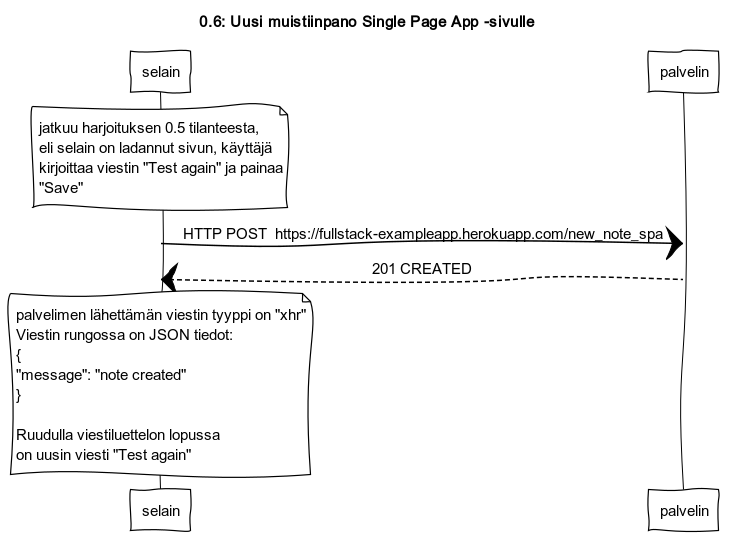 0.6: Uusi muistiinpano Single Page App -sivulle
selain
palvelin
jatkuu harjoituksen 0.5 tilanteesta,
eli selain on ladannut sivun, käyttäjä
kirjoittaa viestin "Test again" ja painaa
"Save"
HTTP POST  https://fullstack-exampleapp.herokuapp.com/new_note_spa
201 CREATED
palvelimen lähettämän viestin tyyppi on "xhr"
Viestin rungossa on JSON tiedot:
{
"message": "note created"
}
Ruudulla viestiluettelon lopussa
on uusin viesti "Test again"
selain
palvelin